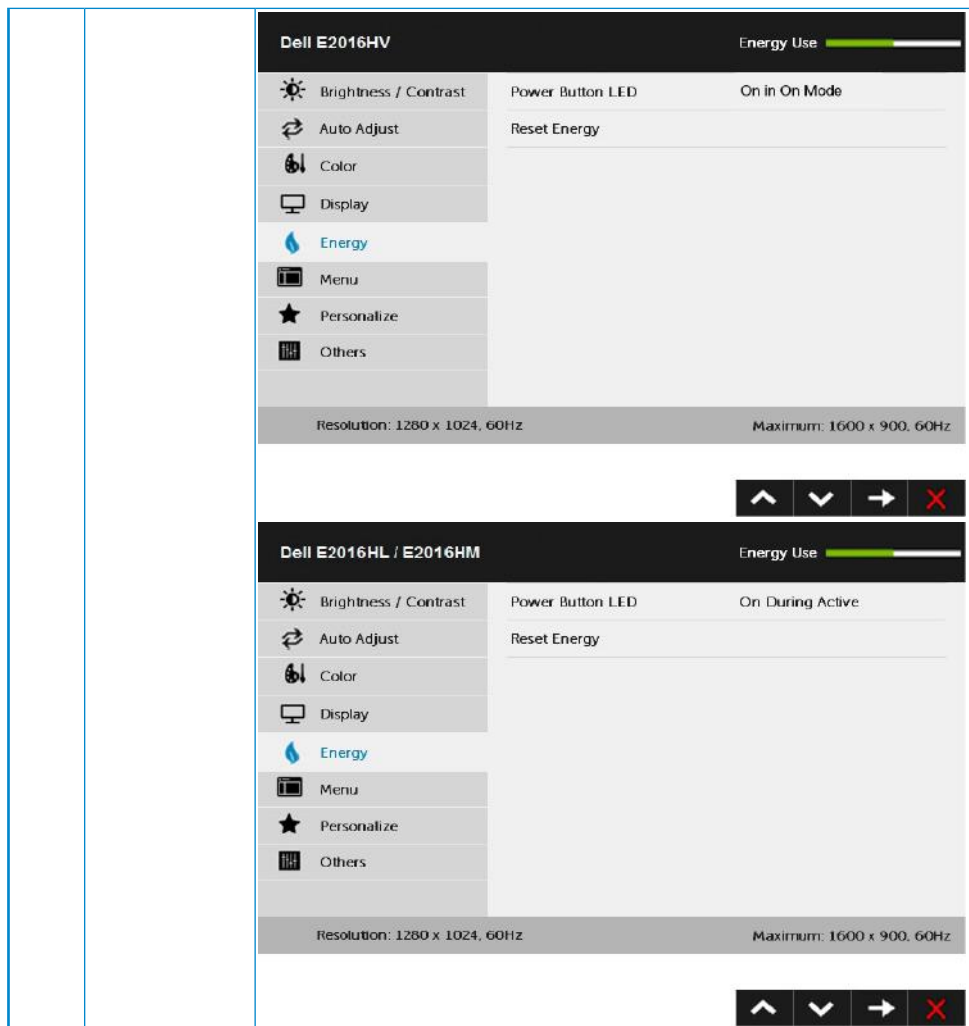 Dell E2016HV Energy Use
Brightness / Contrast Power Button LED On in On Mode
Auto Adjust Reset Energy
Color
Display
Energy
Menu
Personalize
Others
Resolution: 1280 x 1024, 60Hz Maximum: 1600 x 900, 60Hz
Dell E2016HL / E2016HM Energy Use
Brightness / Contrast Power Button LED On During Active
Auto Adjust Reset Energy
Color
Display
Energy
Menu
Personalize
Others
Resolution: 1280 x 1024, 60Hz Maximum: 1600 x 900, 60Hz